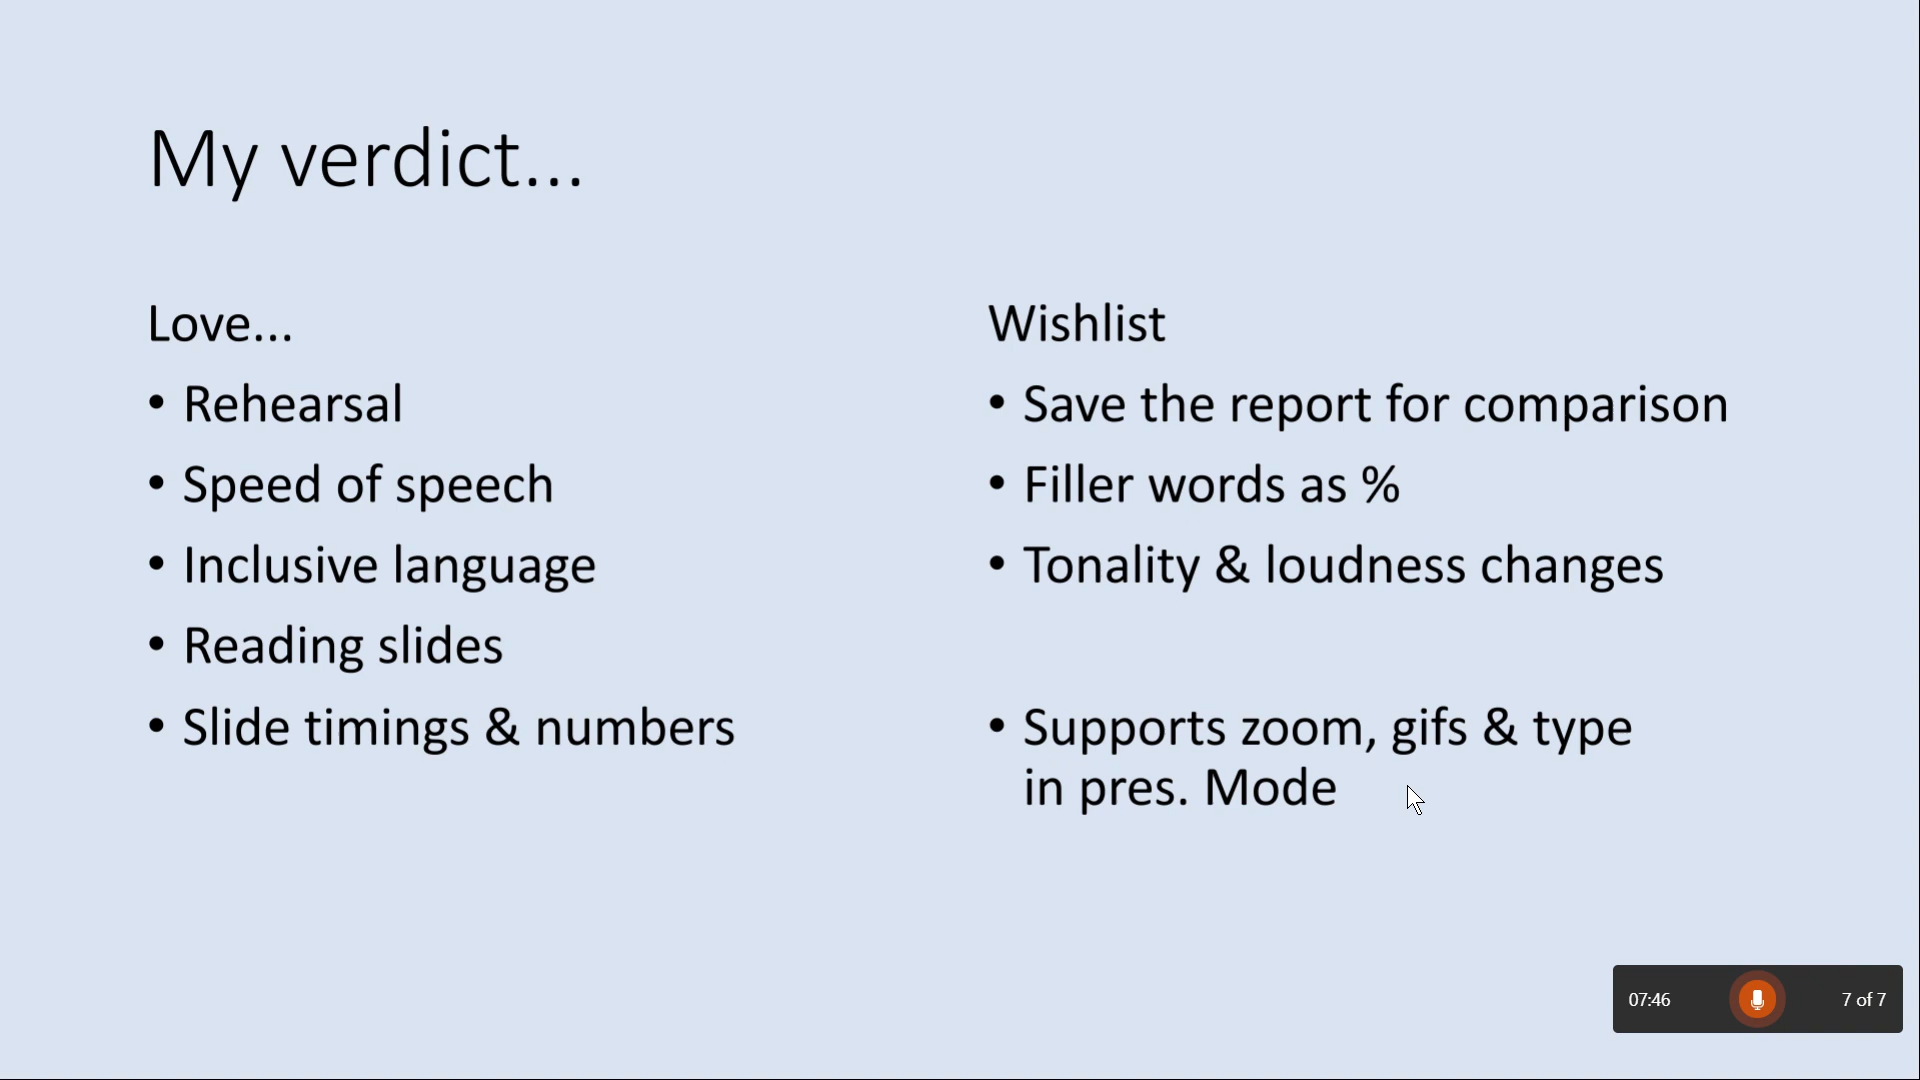 My verdict...
Love...
• Rehearsal
• Speed of speech
• Inclusive language
• Reading slides
• Slide timings & numbers
Wishlist
• Save the report for comparison
• Filler words as %
• Tonality & loudness changes
• Supports zoom, gifs & type
in pres. Mode
07:46
7 of 7